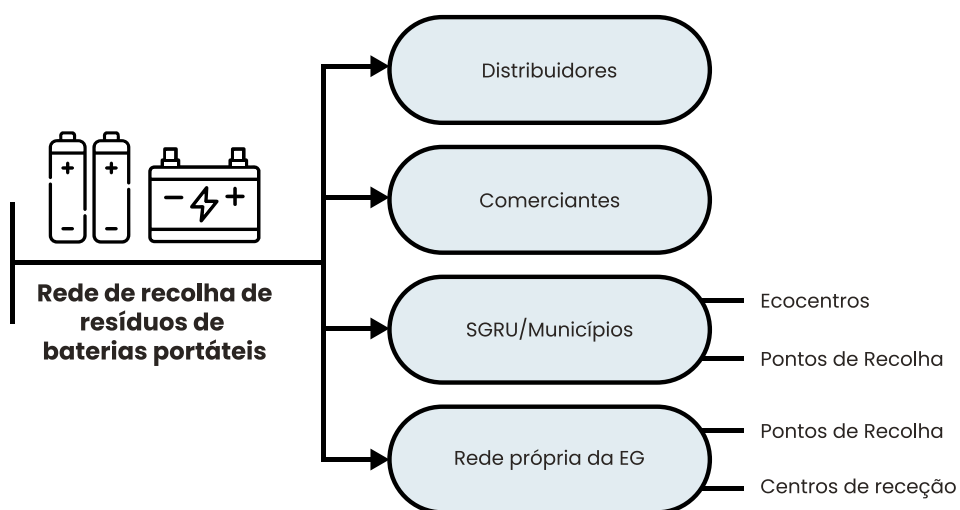 Distribuidores
Comerciantes
Rede de recolha de
resíduos de
baterias portáteis
SGRU/Municípios
Ecocentros
Pontos de Recolha
Rede própria da EG
Pontos de Recolha
Centros de receção